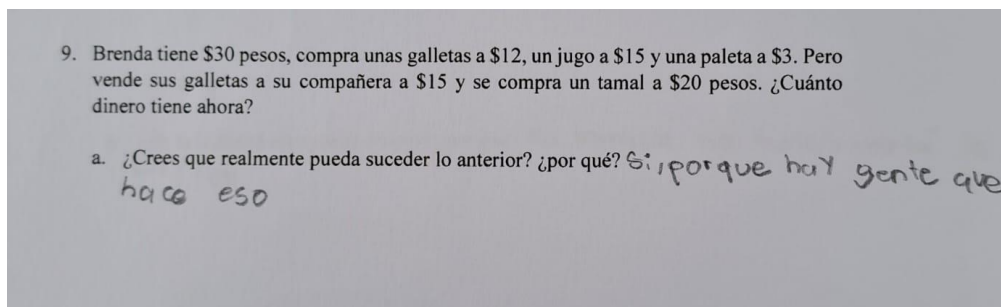 9. Brenda tiene $30 pesos, compra unas galletas a $12, un jugo a $15 y una paleta a $3. Pero
vende sus galletas a su compañera a $15 y se compra un tamal a $20 pesos. ¿Cuánto
dinero tiene ahora?
a. ¿Crees que realmente pueda suceder lo anterior? ¿por qué? Si, porque hay gente que
hace eso